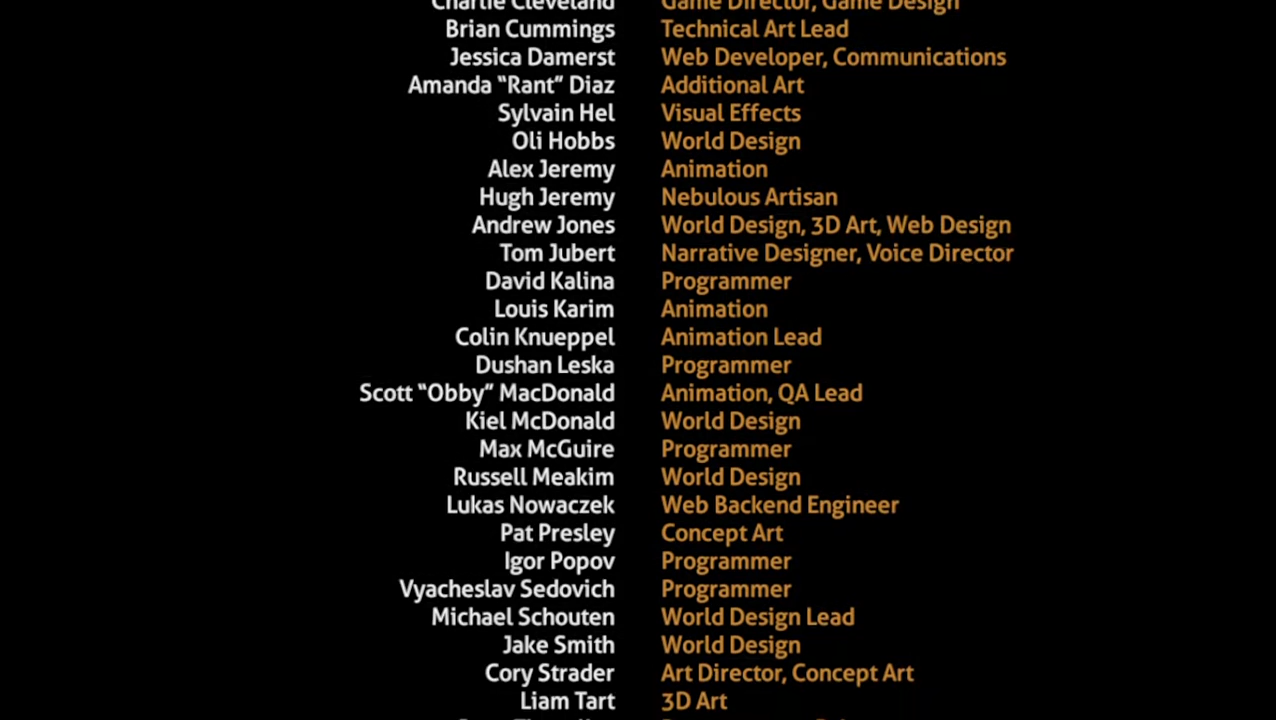 Charlie Cleveland Game Director, Game Design
Brian Cummings Technical Art Lead
Jessica Damerst Web Developer, Communications
Amanda “Rant” Diaz Additional Art
Sylvain Hel Visual Effects
Oli Hobbs World Design
Alex Jeremy Animation
Hugh Jeremy Nebulous Artisan
Andrew Jones World Design, 3D Art, Web Design
Tom Jubert Narrative Designer, Voice Director
David Kalina Programmer
Louis Karim Animation
Colin Knueppel Animation Lead
Dushan Leska Programmer
Scott “Obby” MacDonald Animation, QA Lead
Kiel McDonald World Design
Max McGuire Programmer
Russell Meakim World Design
Lukas Nowaczek Web Backend Engineer
Pat Presley Concept Art
Igor Popov Programmer
Vyacheslav Sedovich Programmer
Michael Schouten World Design Lead
Jake Smith World Design
Cory Strader Art Director, Concept Art
Liam Tart 3D Art